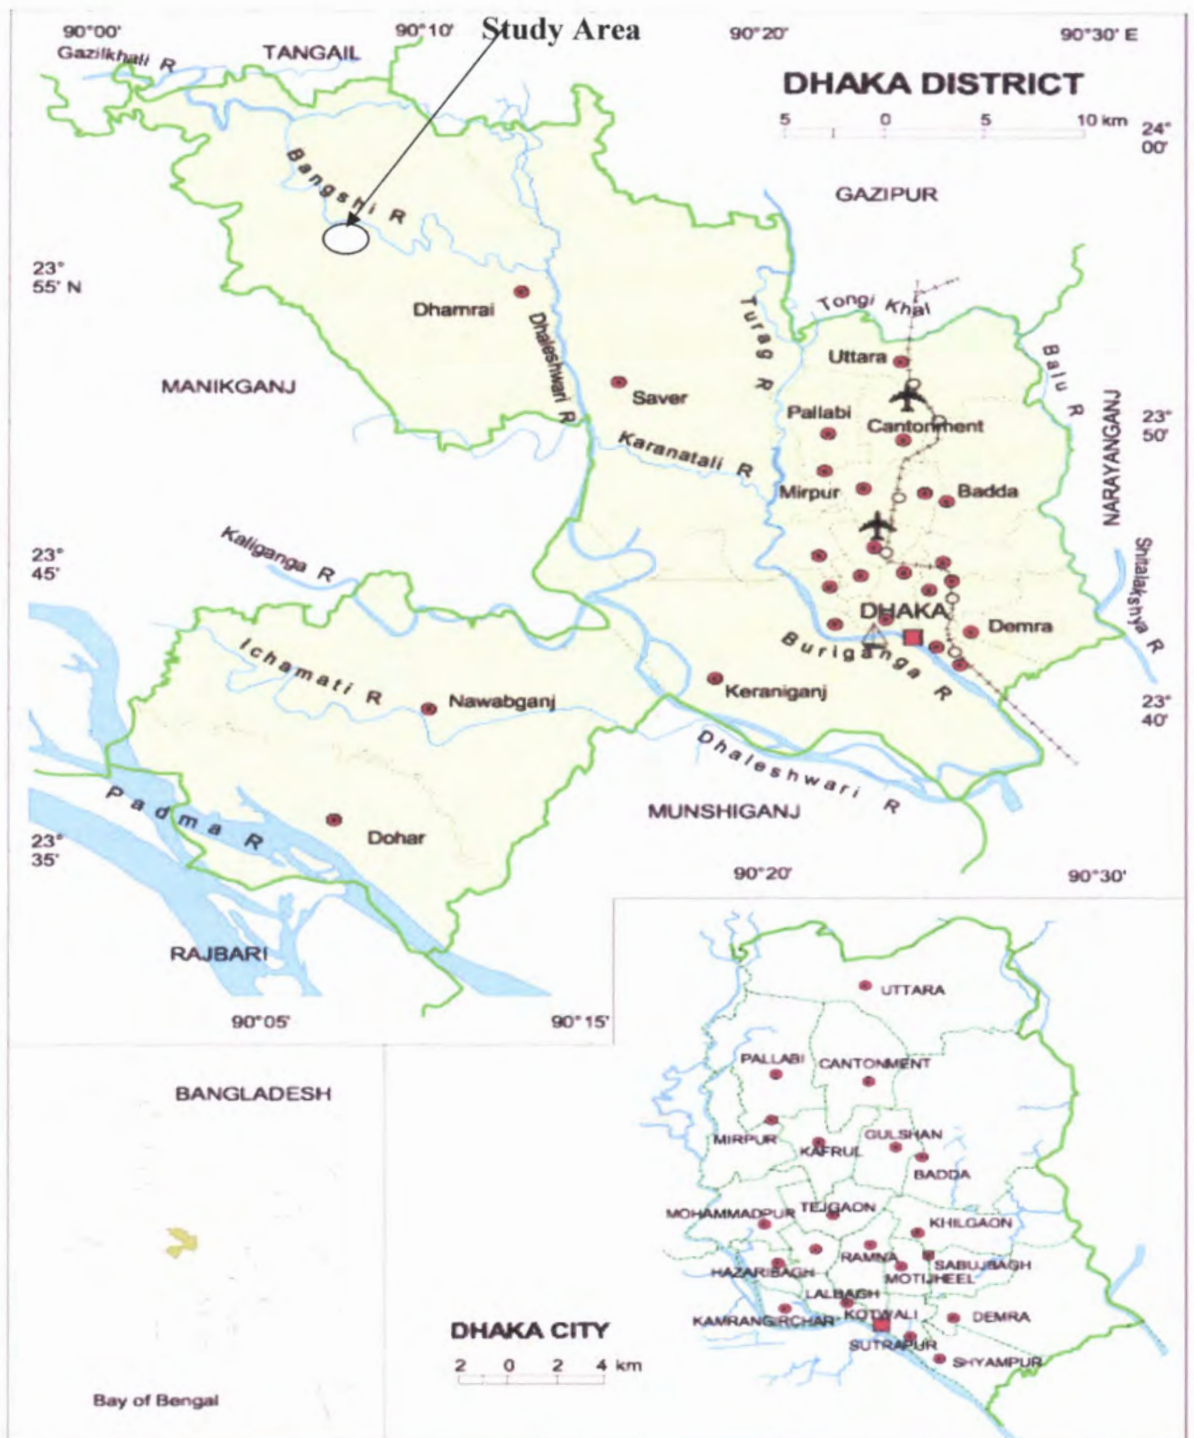 90°00'
90°10'
Study Area
90°20'
90°30' E
Gazilkhali R
TANGAIL
DHAKA DISTRICT
5 0 5 10 km
24°
00'
Bangshi R
GAZIPUR
23°
55' N
Dhamrai
Dhaleshwari R
Turag R
Tongi Khal
Uttara
Balu R
MANIKGANJ
Saver
Pallabi
Cantonment
23°
50'
NARAYANGANJ
Karanatali R
Mirpur
Badda
Kaliganga R
23°
45'
Shitalakshya R
DHAKA
Demra
Buriganga R
Ichamati R
Nawabganj
Keraniganj
23°
40'
Dhaleshwari R
Padma R
MUNSHIGANJ
23°
35'
Dohar
90°20'
90°30'
RAJBARI
90°05'
90°15'
UTTARA
PALLABI
CANTONMENT
BANGLADESH
MIRPUR
KAFRUL
GULSHAN
BADDA
MOHAMMADPUR
TEJGAON
KHILGAON
HAZARIBAGH
RAMNA
SABUJBAGH
MOTIJHEEL
LALBAGH
KAMRANGIRCHAR
KOTWALI
DEMRA
SUTRAPUR
SHYAMPUR
DHAKA CITY
2 0 2 4 km
Bay of Bengal